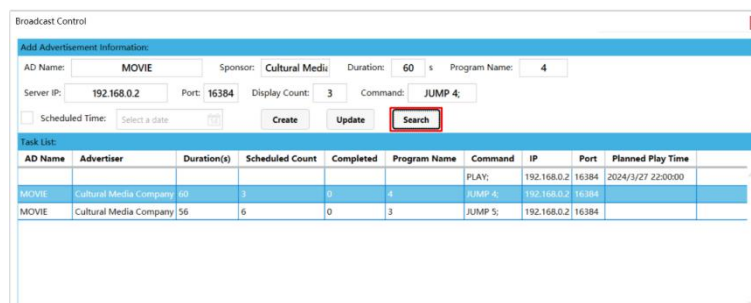 Broadcast Control
Add Advertisement Information:
AD Name: MOVIE Sponsor: Cultural Media Duration: 60 s Program Name: 4
Server IP: 192.168.0.2 Port: 16384 Display Count: 3 Command: JUMP 4;
Scheduled Time: Select a date Create Update Search
Task List:
AD Name Advertiser Duration(s) Scheduled Count Completed Program Name Command IP Port Planned Play Time
PLAY; 192.168.0.2 16384 2024/3/27 22:00:00
MOVIE Cultural Media Company 60 3 0 4 JUMP 4; 192.168.0.2 16384
MOVIE Cultural Media Company 56 6 0 3 JUMP 5; 192.168.0.2 16384